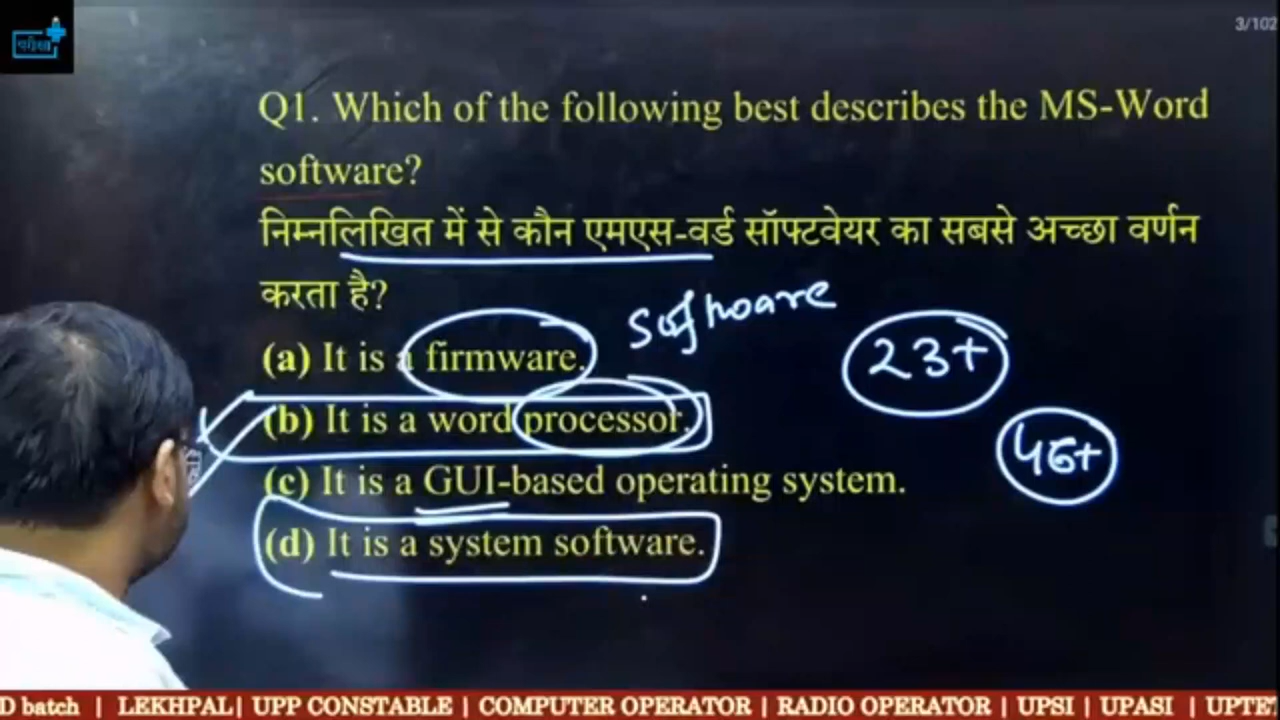 परीक्षा
3/102
Q1. Which of the following best describes the MS-Word
software?
निम्नलिखित में से कौन एमएस-वर्ड सॉफ्टवेयर का सबसे अच्छा वर्णन
करता है?
software
(a) It is a firmware.
23+
(b) It is a word processor.
46+
(c) It is a GUI-based operating system.
(d) It is a system software.
D batch | LEKHPAL| UPP CONSTABLE | COMPUTER OPERATOR | RADIO OPERATOR | UPSI | UPASI | UPTET